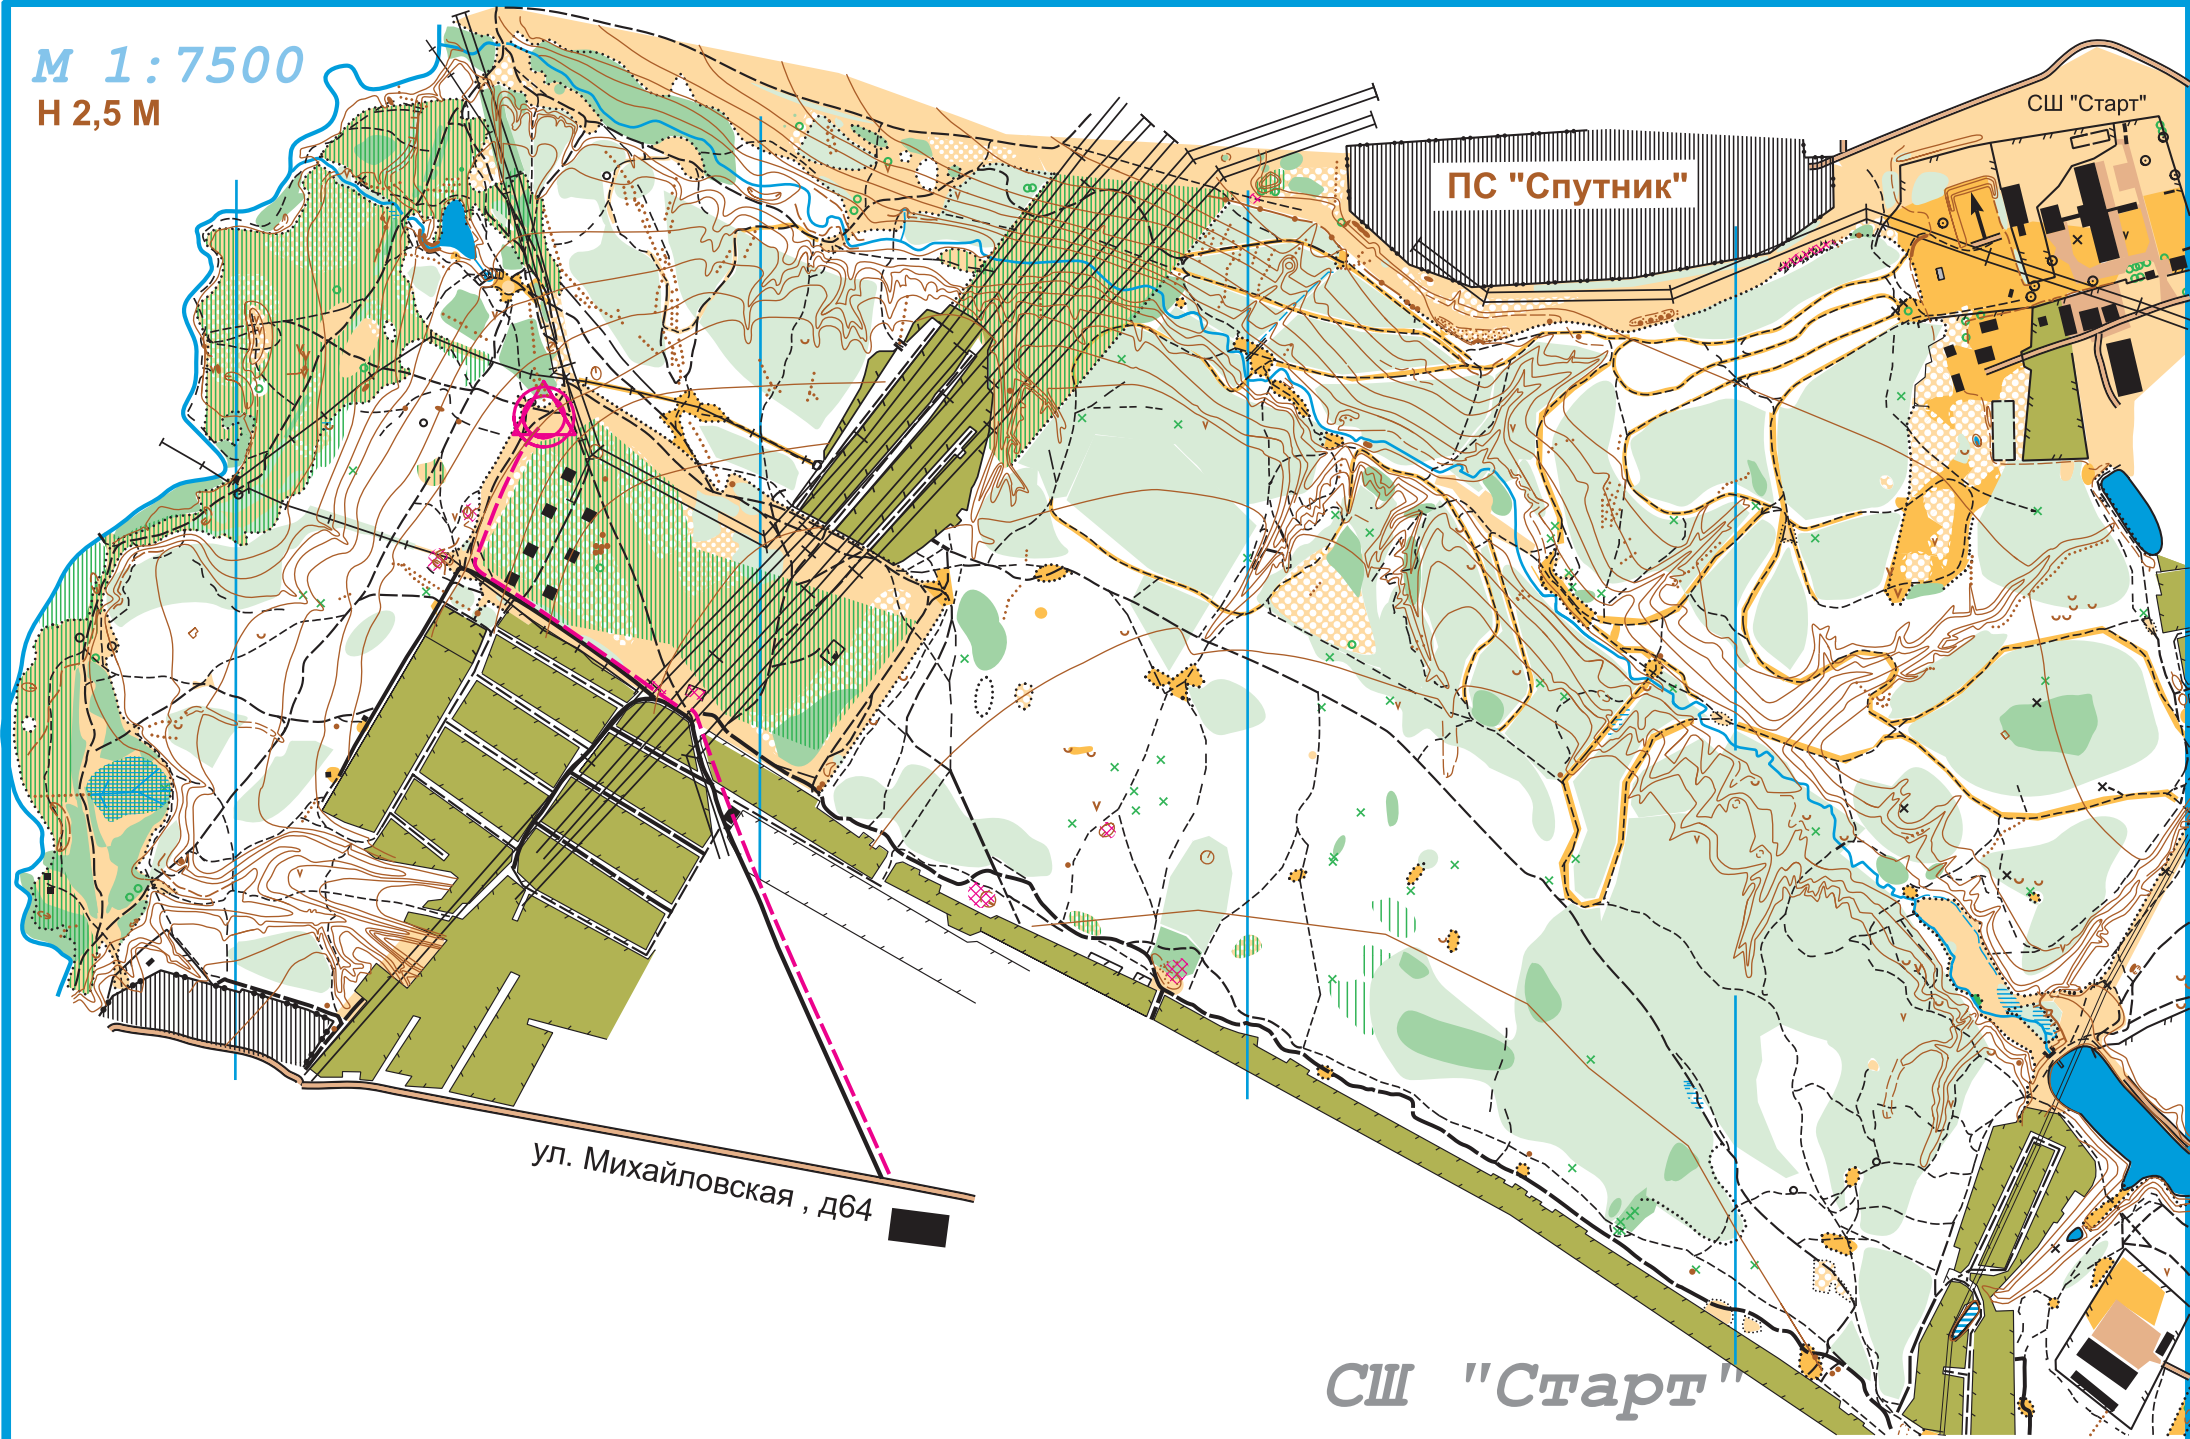 М 1:7500
Н 2,5 М
СШ "Старт"
ПС "Спутник"
ул. Михайловская , д64
СШ "Старт"